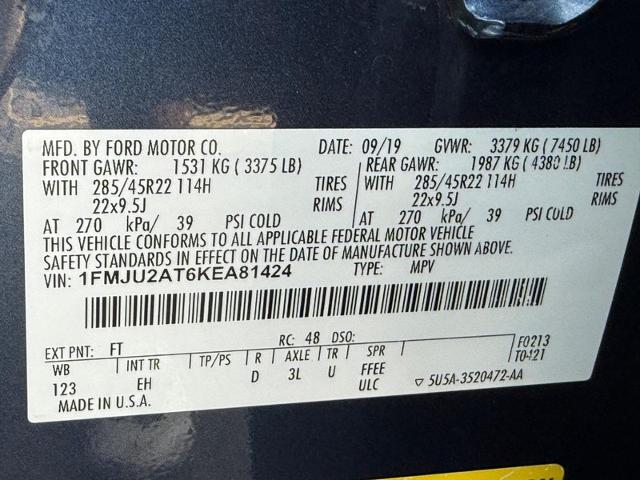 MFD. BY FORD MOTOR CO. DATE: 09/19 GVWR: 3379 KG ( 7450 LB)
FRONT GAWR: 1531 KG ( 3375 LB) REAR GAWR: 1987 KG ( 4380 LB)
WITH 285/45R22 114H TIRES WITH 285/45R22 114H TIRES
22x9.5J RIMS 22x9.5J RIMS
AT 270 kPa/ 39 PSI COLD AT 270 kPa/ 39 PSI COLD
THIS VEHICLE CONFORMS TO ALL APPLICABLE FEDERAL MOTOR VEHICLE
SAFETY STANDARDS IN EFFECT ON THE DATE OF MANUFACTURE SHOWN ABOVE.
VIN: 1FMJU2AT6KEA81424 TYPE: MPV
EXT PNT: FT RC: 48 DSO: F0213
WB INT TR TP/PS R AXLE TR SPR T0421
123 EH D 3L U FFEE
ULC 5U5A-3520472-AA
MADE IN U.S.A.